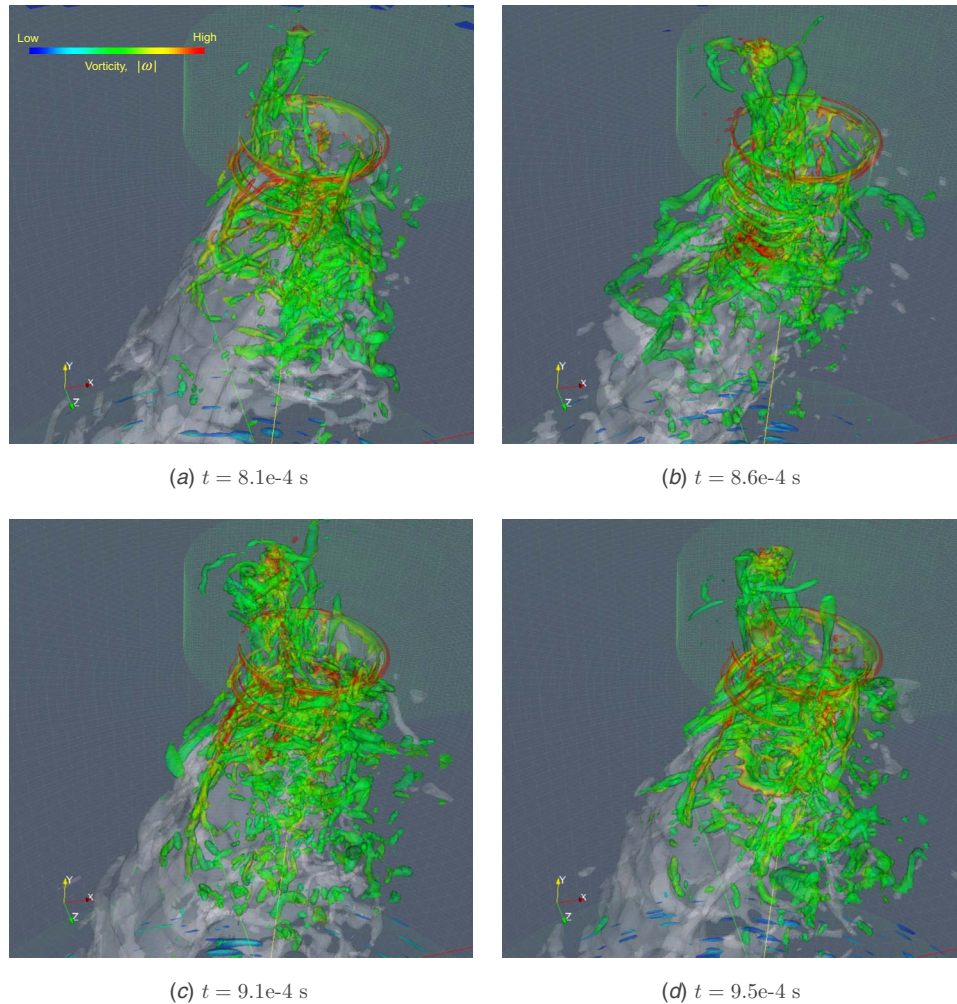 Low High
Vorticity, |ω|
Y
X
Z
(a) t = 8.1e-4 s
Y
X
Z
(b) t = 8.6e-4 s
Y
X
Z
(c) t = 9.1e-4 s
Y
X
Z
(d) t = 9.5e-4 s